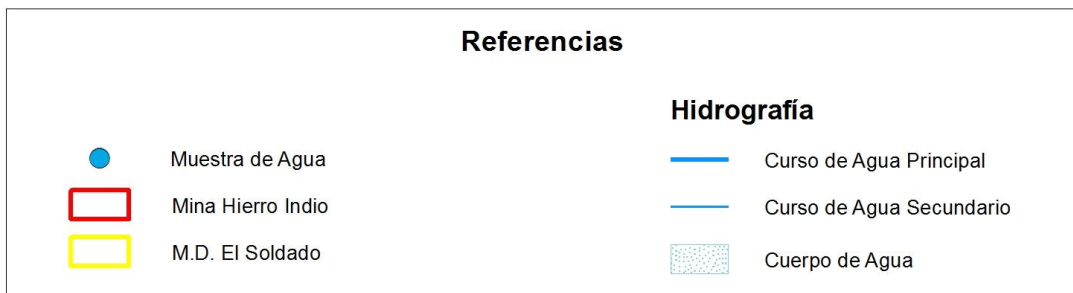 Referencias
Muestra de Agua
Mina Hierro Indio
M.D. El Soldado
Hidrografía
Curso de Agua Principal
Curso de Agua Secundario
Cuerpo de Agua